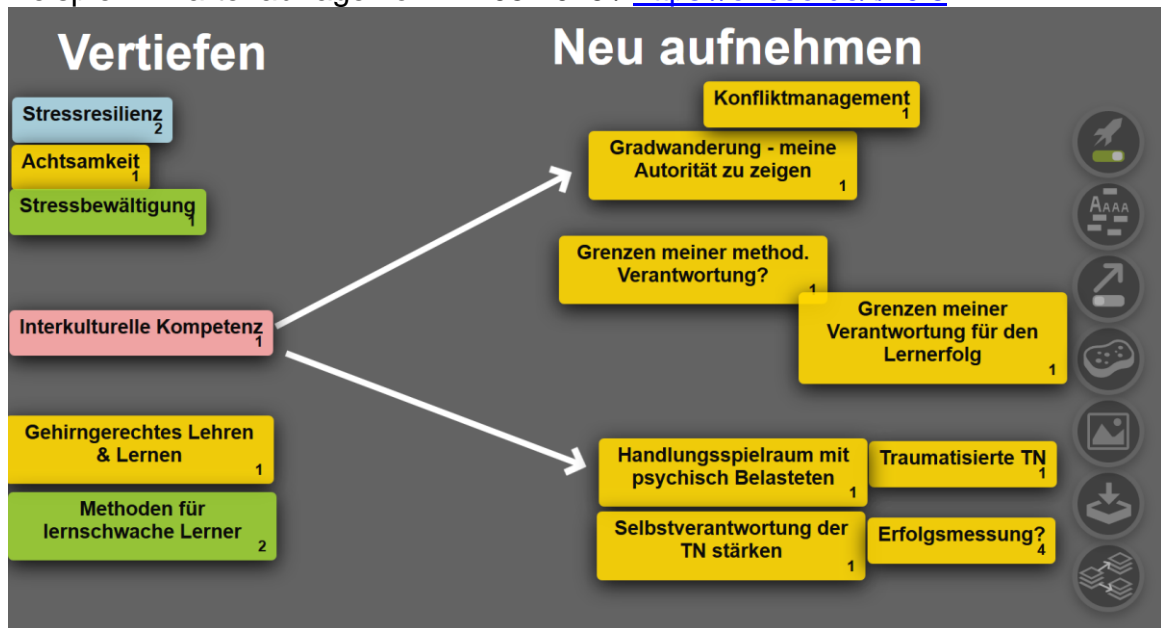 Vertiefen
Neu aufnehmen
Stressresilienz
2
Achtsamkeit
1
Stressbewältigung
1
Interkulturelle Kompetenz
1
Gehirngerechtes Lehren
& Lernen
1
Methoden für
lernschwache Lerner
2
Konfliktmanagement
1
Gradwanderung - meine
Autorität zu zeigen
1
Grenzen meiner method.
Verantwortung?
1
Grenzen meiner
Verantwortung für den
Lernerfolg
1
Handlungsspielraum mit
psychisch Belasteten
1
Traumatisierte TN
1
Selbstverantwortung der
TN stärken
1
Erfolgsmessung?
4
AAAA